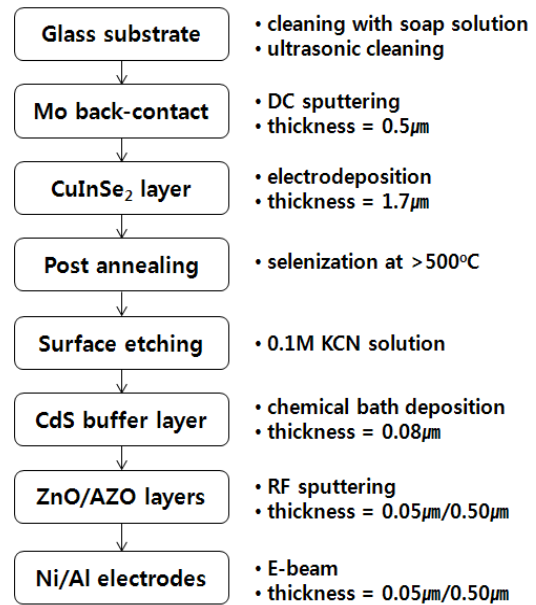 Glass substrate
• cleaning with soap solution
• ultrasonic cleaning
Mo back-contact
• DC sputtering
• thickness = 0.5㎛
CuInSe₂ layer
• electrodeposition
• thickness = 1.7㎛
Post annealing
• selenization at >500⁰C
Surface etching
• 0.1M KCN solution
CdS buffer layer
• chemical bath deposition
• thickness = 0.08㎛
ZnO/AZO layers
• RF sputtering
• thickness = 0.05㎛/0.50㎛
Ni/Al electrodes
• E-beam
• thickness = 0.05㎛/0.50㎛